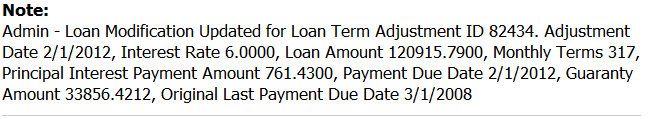 Note:
Admin - Loan Modification Updated for Loan Term Adjustment ID 82434. Adjustment
Date 2/1/2012, Interest Rate 6.0000, Loan Amount 120915.7900, Monthly Terms 317,
Principal Interest Payment Amount 761.4300, Payment Due Date 2/1/2012, Guaranty
Amount 33856.4212, Original Last Payment Due Date 3/1/2008